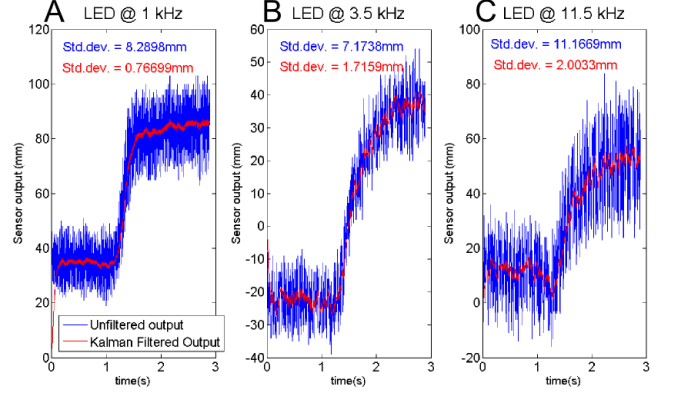 A LED @ 1 kHz
Std.dev. = 8.2898mm
Std.dev. = 0.76699mm
Sensor output (mm)
120
100
80
60
40
20
0
Unfiltered output
Kalman Filtered Output
0 1 2 3
time(s)
B LED @ 3.5 kHz
Std.dev. = 7.1738mm
Std.dev. = 1.7159mm
Sensor output (mm)
60
50
40
30
20
10
0
-10
-20
-30
-40
0 1 2 3
time(s)
C LED @ 11.5 kHz
Std.dev. = 11.1669mm
Std.dev. = 2.0033mm
Sensor output (mm)
100
80
60
40
20
0
-20
0 1 2 3
time(s)